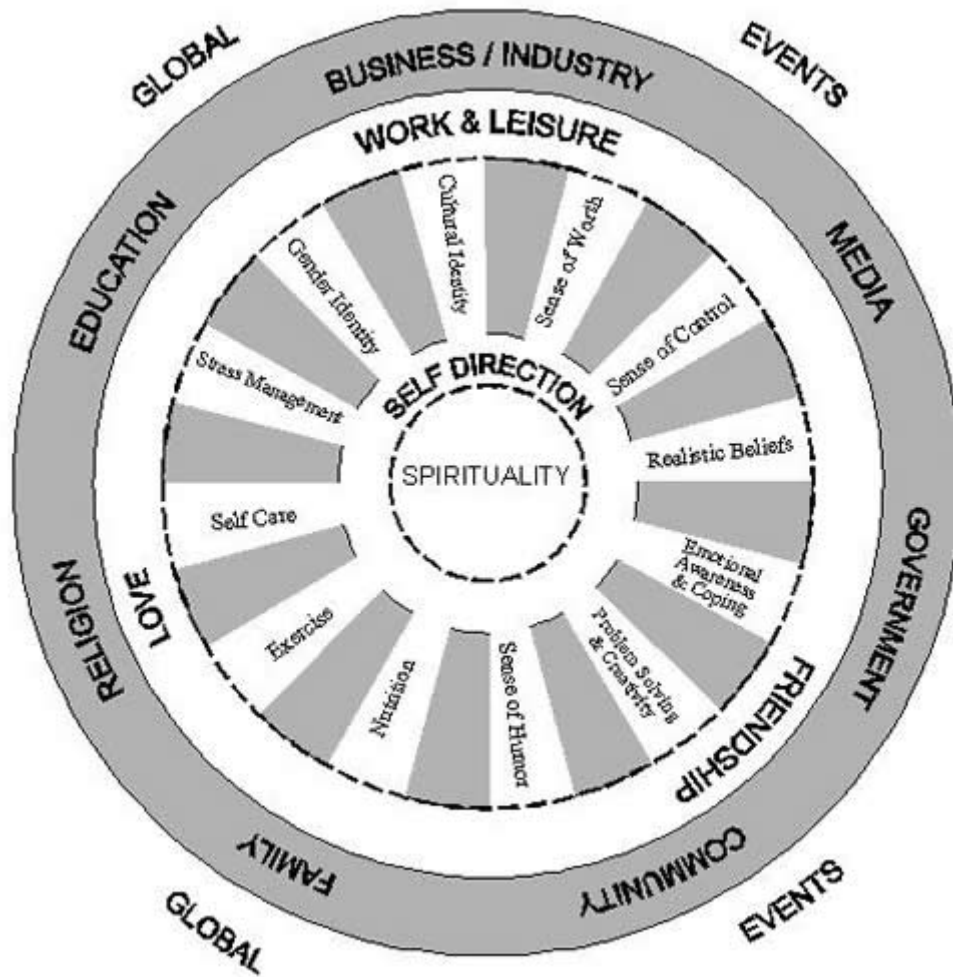 GLOBAL
EVENTS
BUSINESS / INDUSTRY
MEDIA
GOVERNMENT
COMMUNITY
FAMILY
RELIGION
EDUCATION
WORK & LEISURE
FRIENDSHIP
LOVE
Cultural Identity
Sense of Worth
Sense of Control
Realistic Beliefs
Emotional
Awareness
& Coping
Problem Solving
& Creativity
Sense of Humor
Nutrition
Exercise
Self Care
Stress Management
Gender Identity
SELF DIRECTION
SPIRITUALITY
GLOBAL
EVENTS